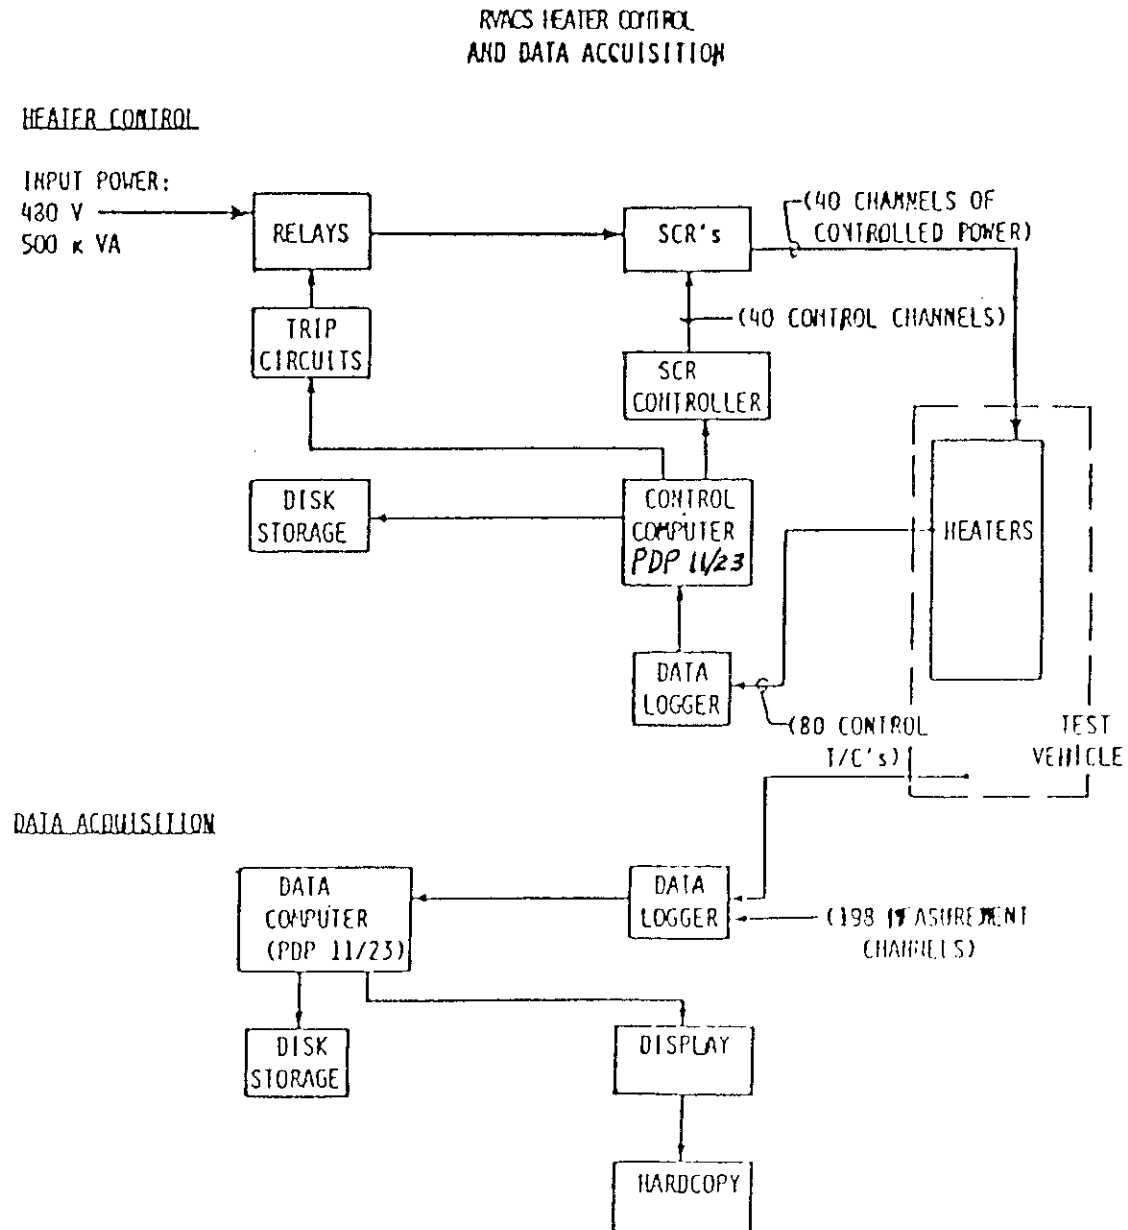 RVACS HEATER CONTROL
AND DATA ACCUISITION
HEATER CONTROL
INPUT POWER:
480 V
500 K VA
RELAYS
SCR's
(40 CHANNELS OF
CONTROLLED POWER)
TRIP
CIRCUITS
(40 CONTROL CHANNELS)
SCR
CONTROLLER
DISK
STORAGE
CONTROL
COMPUTER
PDP 11/23
HEATERS
DATA
LOGGER
(80 CONTROL
T/C's)
TEST
VEHICLE
DATA ACQUISITION
DATA
COMPUTER
(PDP 11/23)
DATA
LOGGER
(198 MEASUREMENT
CHANNELS)
DISK
STORAGE
DISPLAY
HARDCOPY